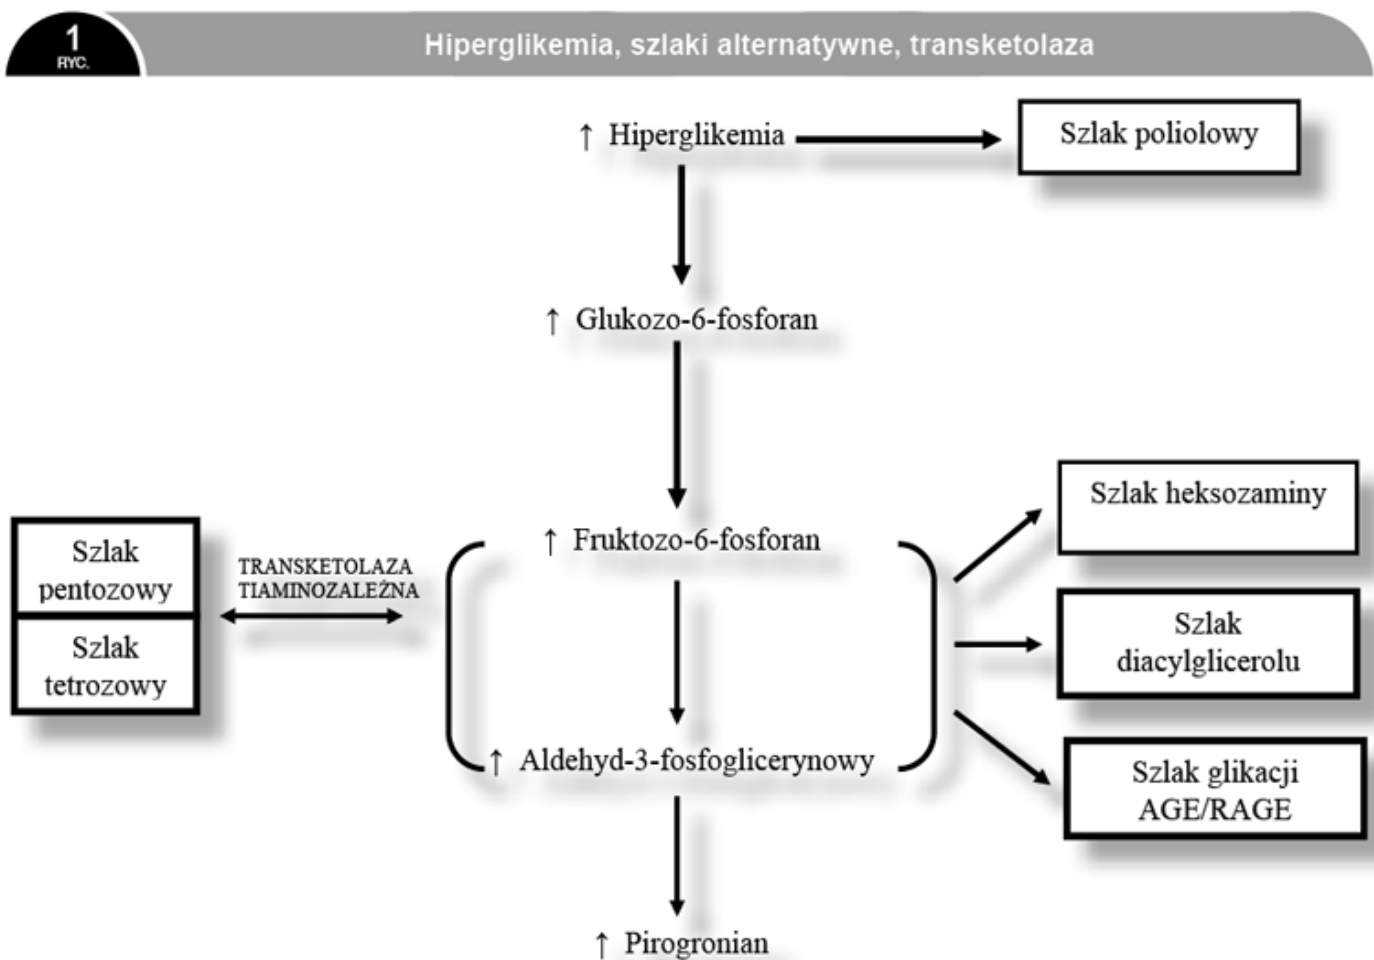 1
RYC.
Hiperglikemia, szlaki alternatywne, transketolaza
↑ Hiperglikemia
Szlak poliolowy
↑ Glukozo-6-fosforan
Szlak heksozaminy
↑ Fruktozo-6-fosforan
Szlak
pentozowy
TRANSKETOLAZA
TIAMINOZALEŻNA
Szlak
tetrozowy
Szlak
diacylglicerolu
↑ Aldehyd-3-fosfoglicerynowy
Szlak glikacji
AGE/RAGE
↑ Pirogronian